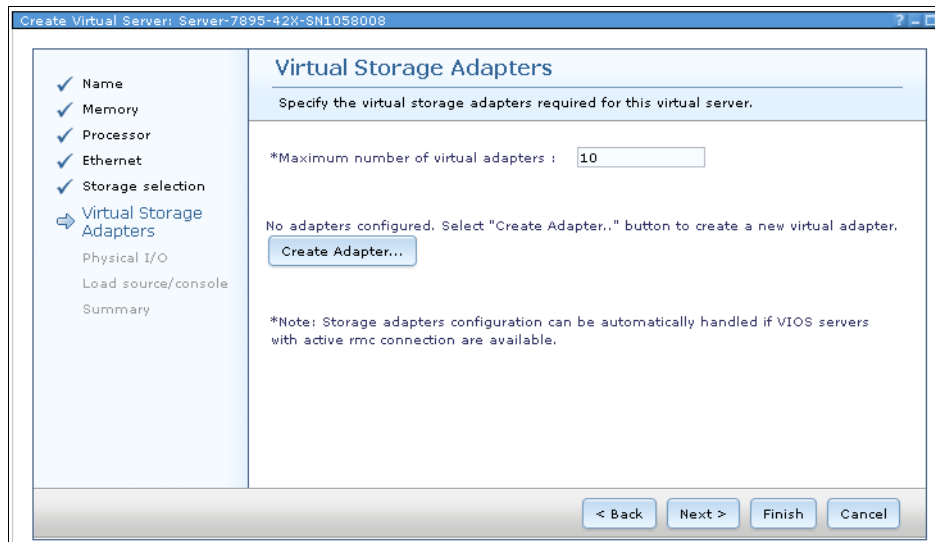 Create Virtual Server: Server-7895-42X-SN1058008
Name
Memory
Processor
Ethernet
Storage selection
Virtual Storage
Adapters
Physical I/O
Load source/console
Summary
Virtual Storage Adapters
Specify the virtual storage adapters required for this virtual server.
*Maximum number of virtual adapters : 10
No adapters configured. Select "Create Adapter.." button to create a new virtual adapter.
Create Adapter...
*Note: Storage adapters configuration can be automatically handled if VIOS servers
with active rmc connection are available.
< Back Next > Finish Cancel